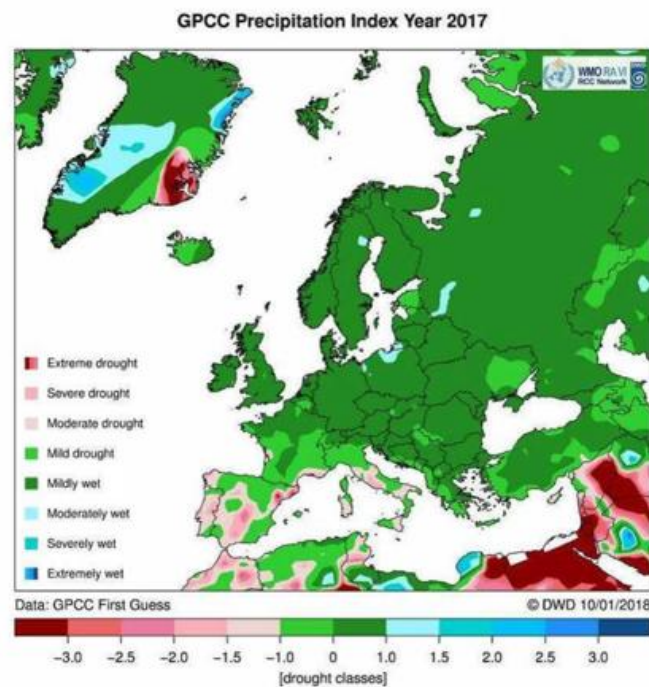 GPCC Precipitation Index Year 2017
WMO RA VI
RCC Network
Extreme drought
Severe drought
Moderate drought
Mild drought
Mildly wet
Moderately wet
Severely wet
Extremely wet
Data: GPCC First Guess
© DWD 10/01/2018
−3.0 −2.5 −2.0 −1.5 −1.0 0 1.0 1.5 2.0 2.5 3.0
[drought classes]